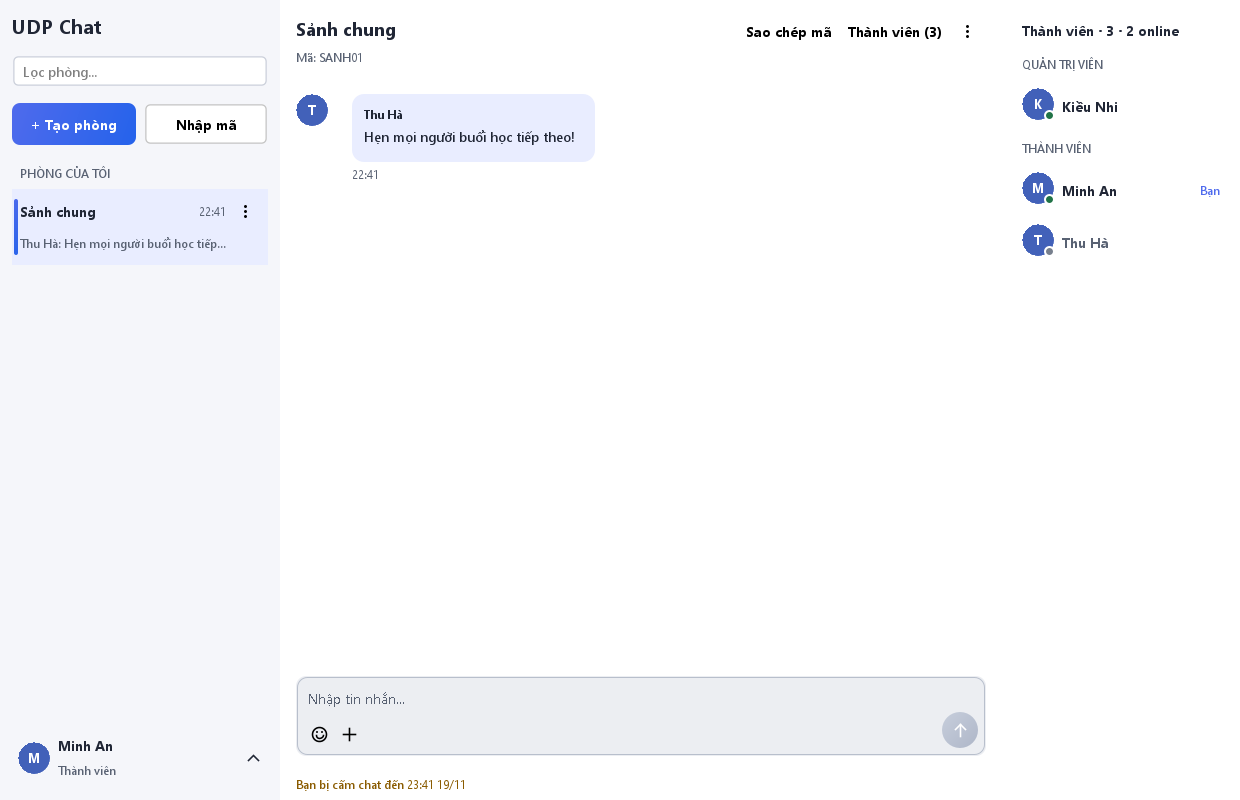 UDP Chat
Lọc phòng...
+ Tạo phòng
Nhập mã
PHÒNG CỦA TÔI
Sảnh chung
22:41
Thu Hà: Hẹn mọi người buổi học tiếp...
M
Minh An
Thành viên
Sảnh chung
Mã: SANH01
Sao chép mã
Thành viên (3)
T
Thu Hà
Hẹn mọi người buổi học tiếp theo!
22:41
Nhập tin nhắn...
Bạn bị cấm chat đến 23:41 19/11
Thành viên - 3 - 2 online
QUẢN TRỊ VIÊN
K
Kiều Nhi
THÀNH VIÊN
M
Minh An
Bạn
T
Thu Hà